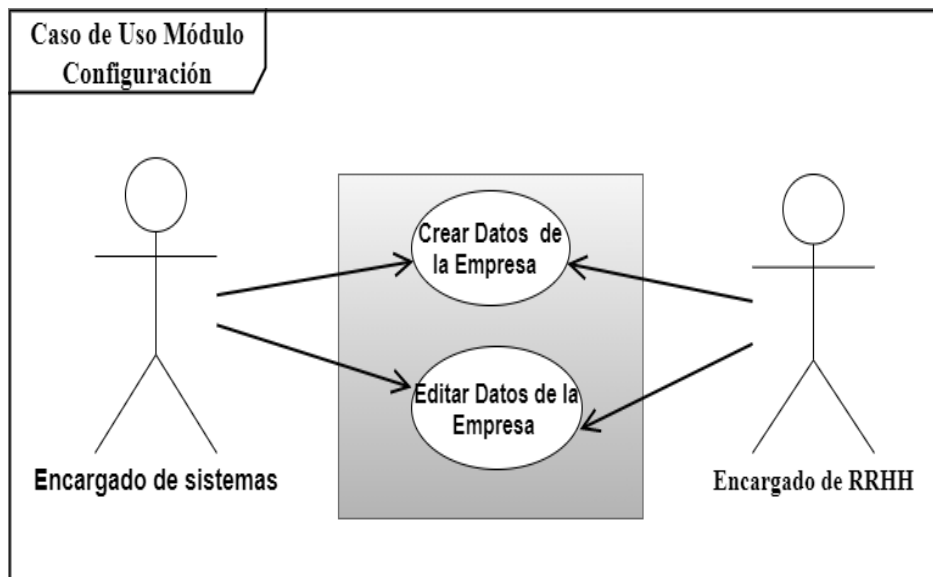 Caso de Uso Módulo
Configuración
Crear Datos de
la Empresa
Editar Datos de la
Empresa
Encargado de sistemas
Encargado de RRHH